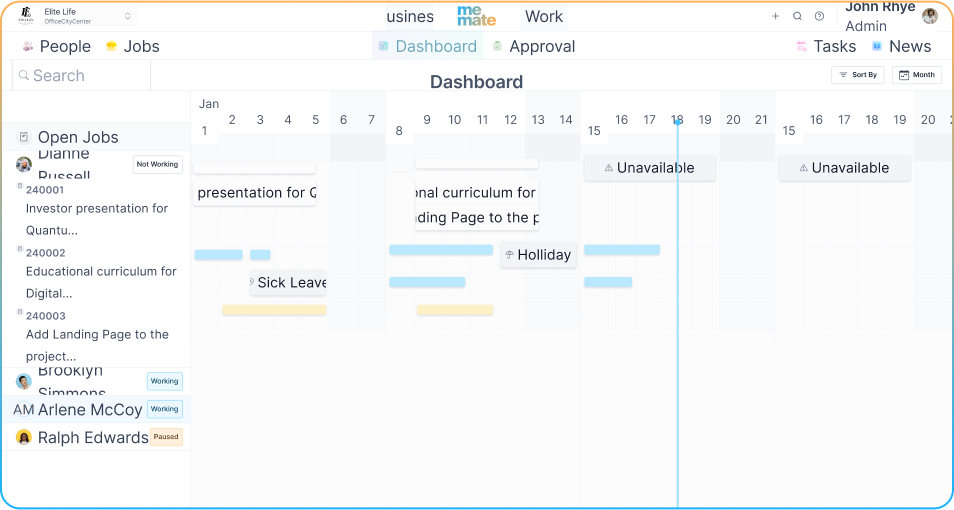 Elite Life
OfficeCityCenter
usiness
me
mate
Work
John Rhye
Admin
People
Jobs
Dashboard
Approval
Tasks
News
Search
Dashboard
Sort By
Month
Jan
1 2 3 4 5 6 7 8 9 10 11 12 13 14 15 16 17 18 19 20 21 15 16 17 18 19 20 2
Open Jobs
Dianne
Russell
Not Working
Unavailable
Unavailable
240001
Investor presentation for
Quantu...
presentation for Q
onal curriculum for
nding Page to the p
240002
Educational curriculum for
Digital...
Holliday
Sick Leave
240003
Add Landing Page to the
project...
Brooklyn
Simmons
Working
AM Arlene McCoy
Working
Ralph Edwards
Paused